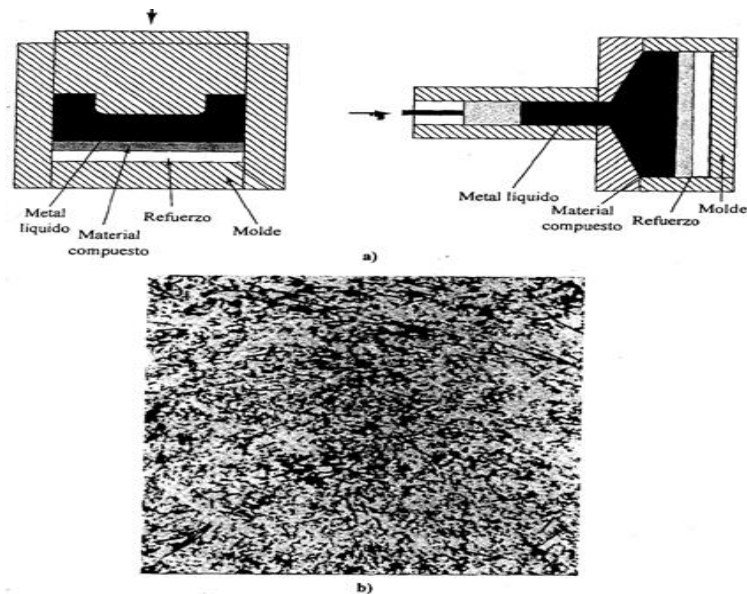 Metal
líquido
Material
compuesto
Refuerzo
Molde
Metal líquido
Material
compuesto
Refuerzo
Molde
a)
b)